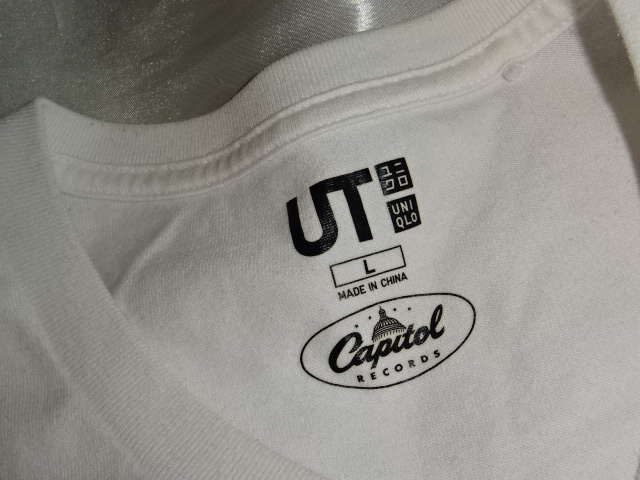 UT
ユニ
クロ
UNI
QLO
L
MADE IN CHINA
Capitol
RECORDS